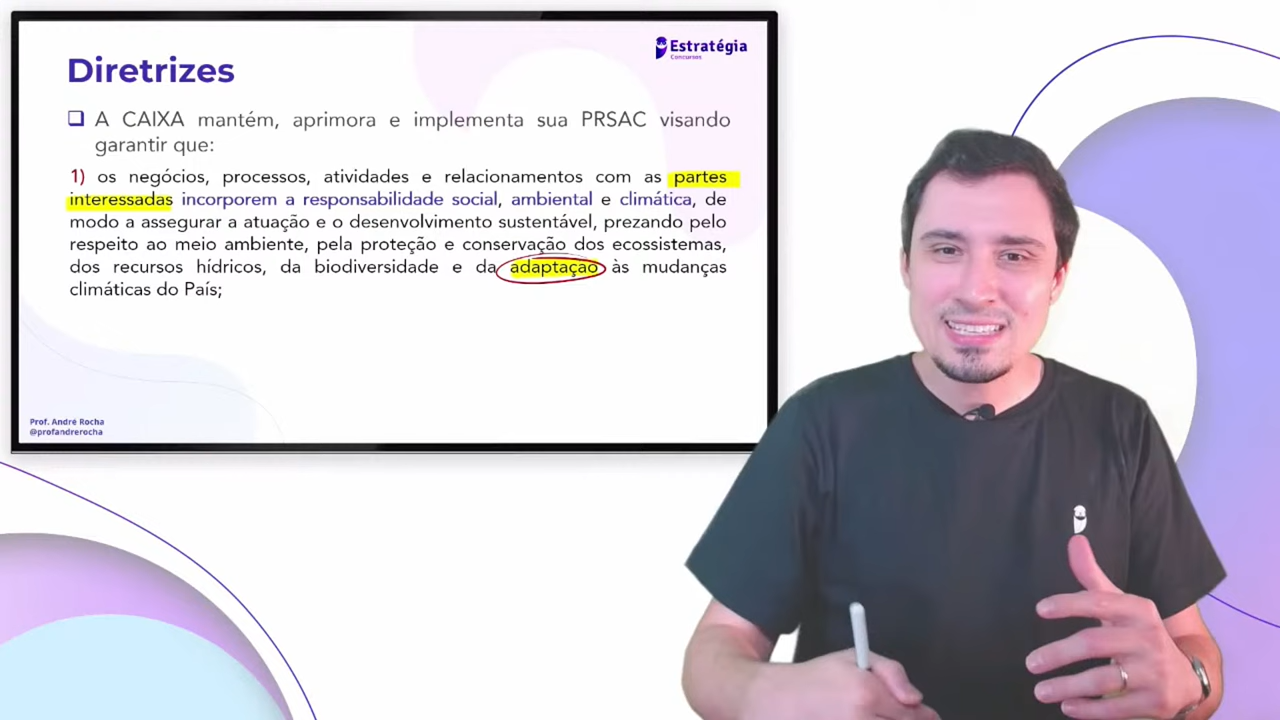 Estratégia
Concursos
Diretrizes
❑ A CAIXA mantém, aprimora e implementa sua PRSAC visando
garantir que:
1) os negócios, processos, atividades e relacionamentos com as partes
interessadas incorporem a responsabilidade social, ambiental e climática, de
modo a assegurar a atuação e o desenvolvimento sustentável, prezando pelo
respeito ao meio ambiente, pela proteção e conservação dos ecossistemas,
dos recursos hídricos, da biodiversidade e da adaptação às mudanças
climáticas do País;
Prof. André Rocha
@profandrerocha